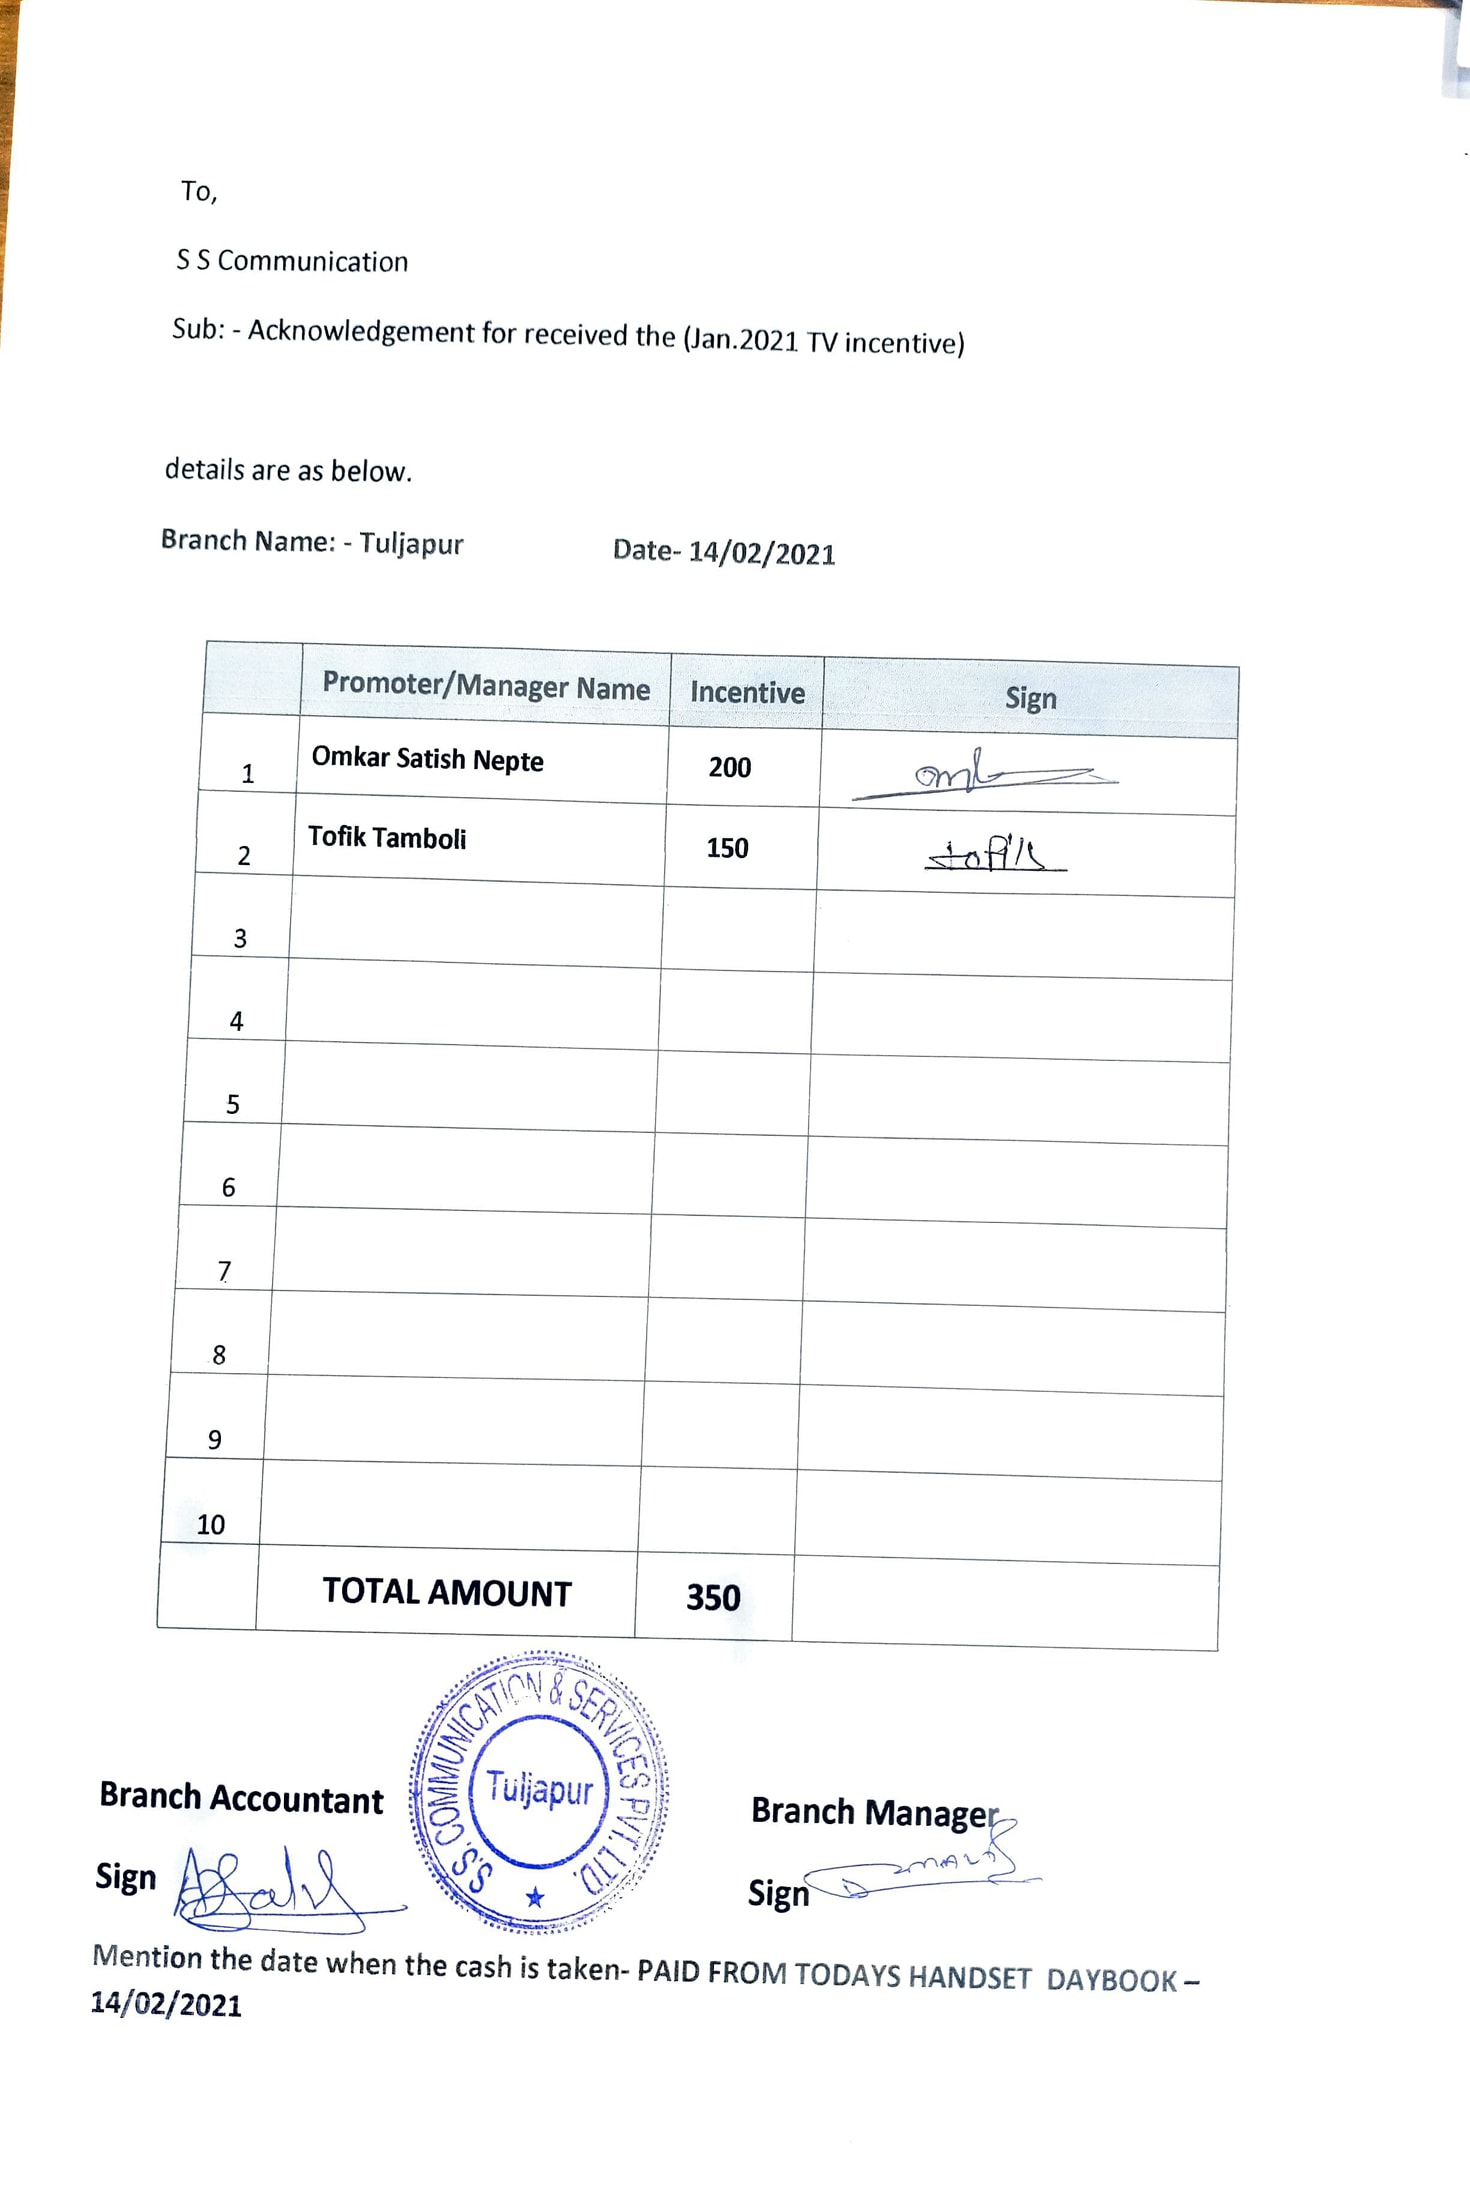 To,
S S Communication
Sub: - Acknowledgement for received the (Jan.2021 TV incentive)
details are as below.
Branch Name: - Tuljapur Date- 14/02/2021
Promoter/Manager Name Incentive Sign
1 Omkar Satish Nepte 200
2 Tofik Tamboli 150 tofik
3
4
5
6
7
8
9
10
TOTAL AMOUNT 350
S.S. COMMUNICATION & SERVICES PVT. LTD.
Tuljapur
Branch Accountant Branch Manager
Sign Sign
Mention the date when the cash is taken- PAID FROM TODAYS HANDSET DAYBOOK –
14/02/2021